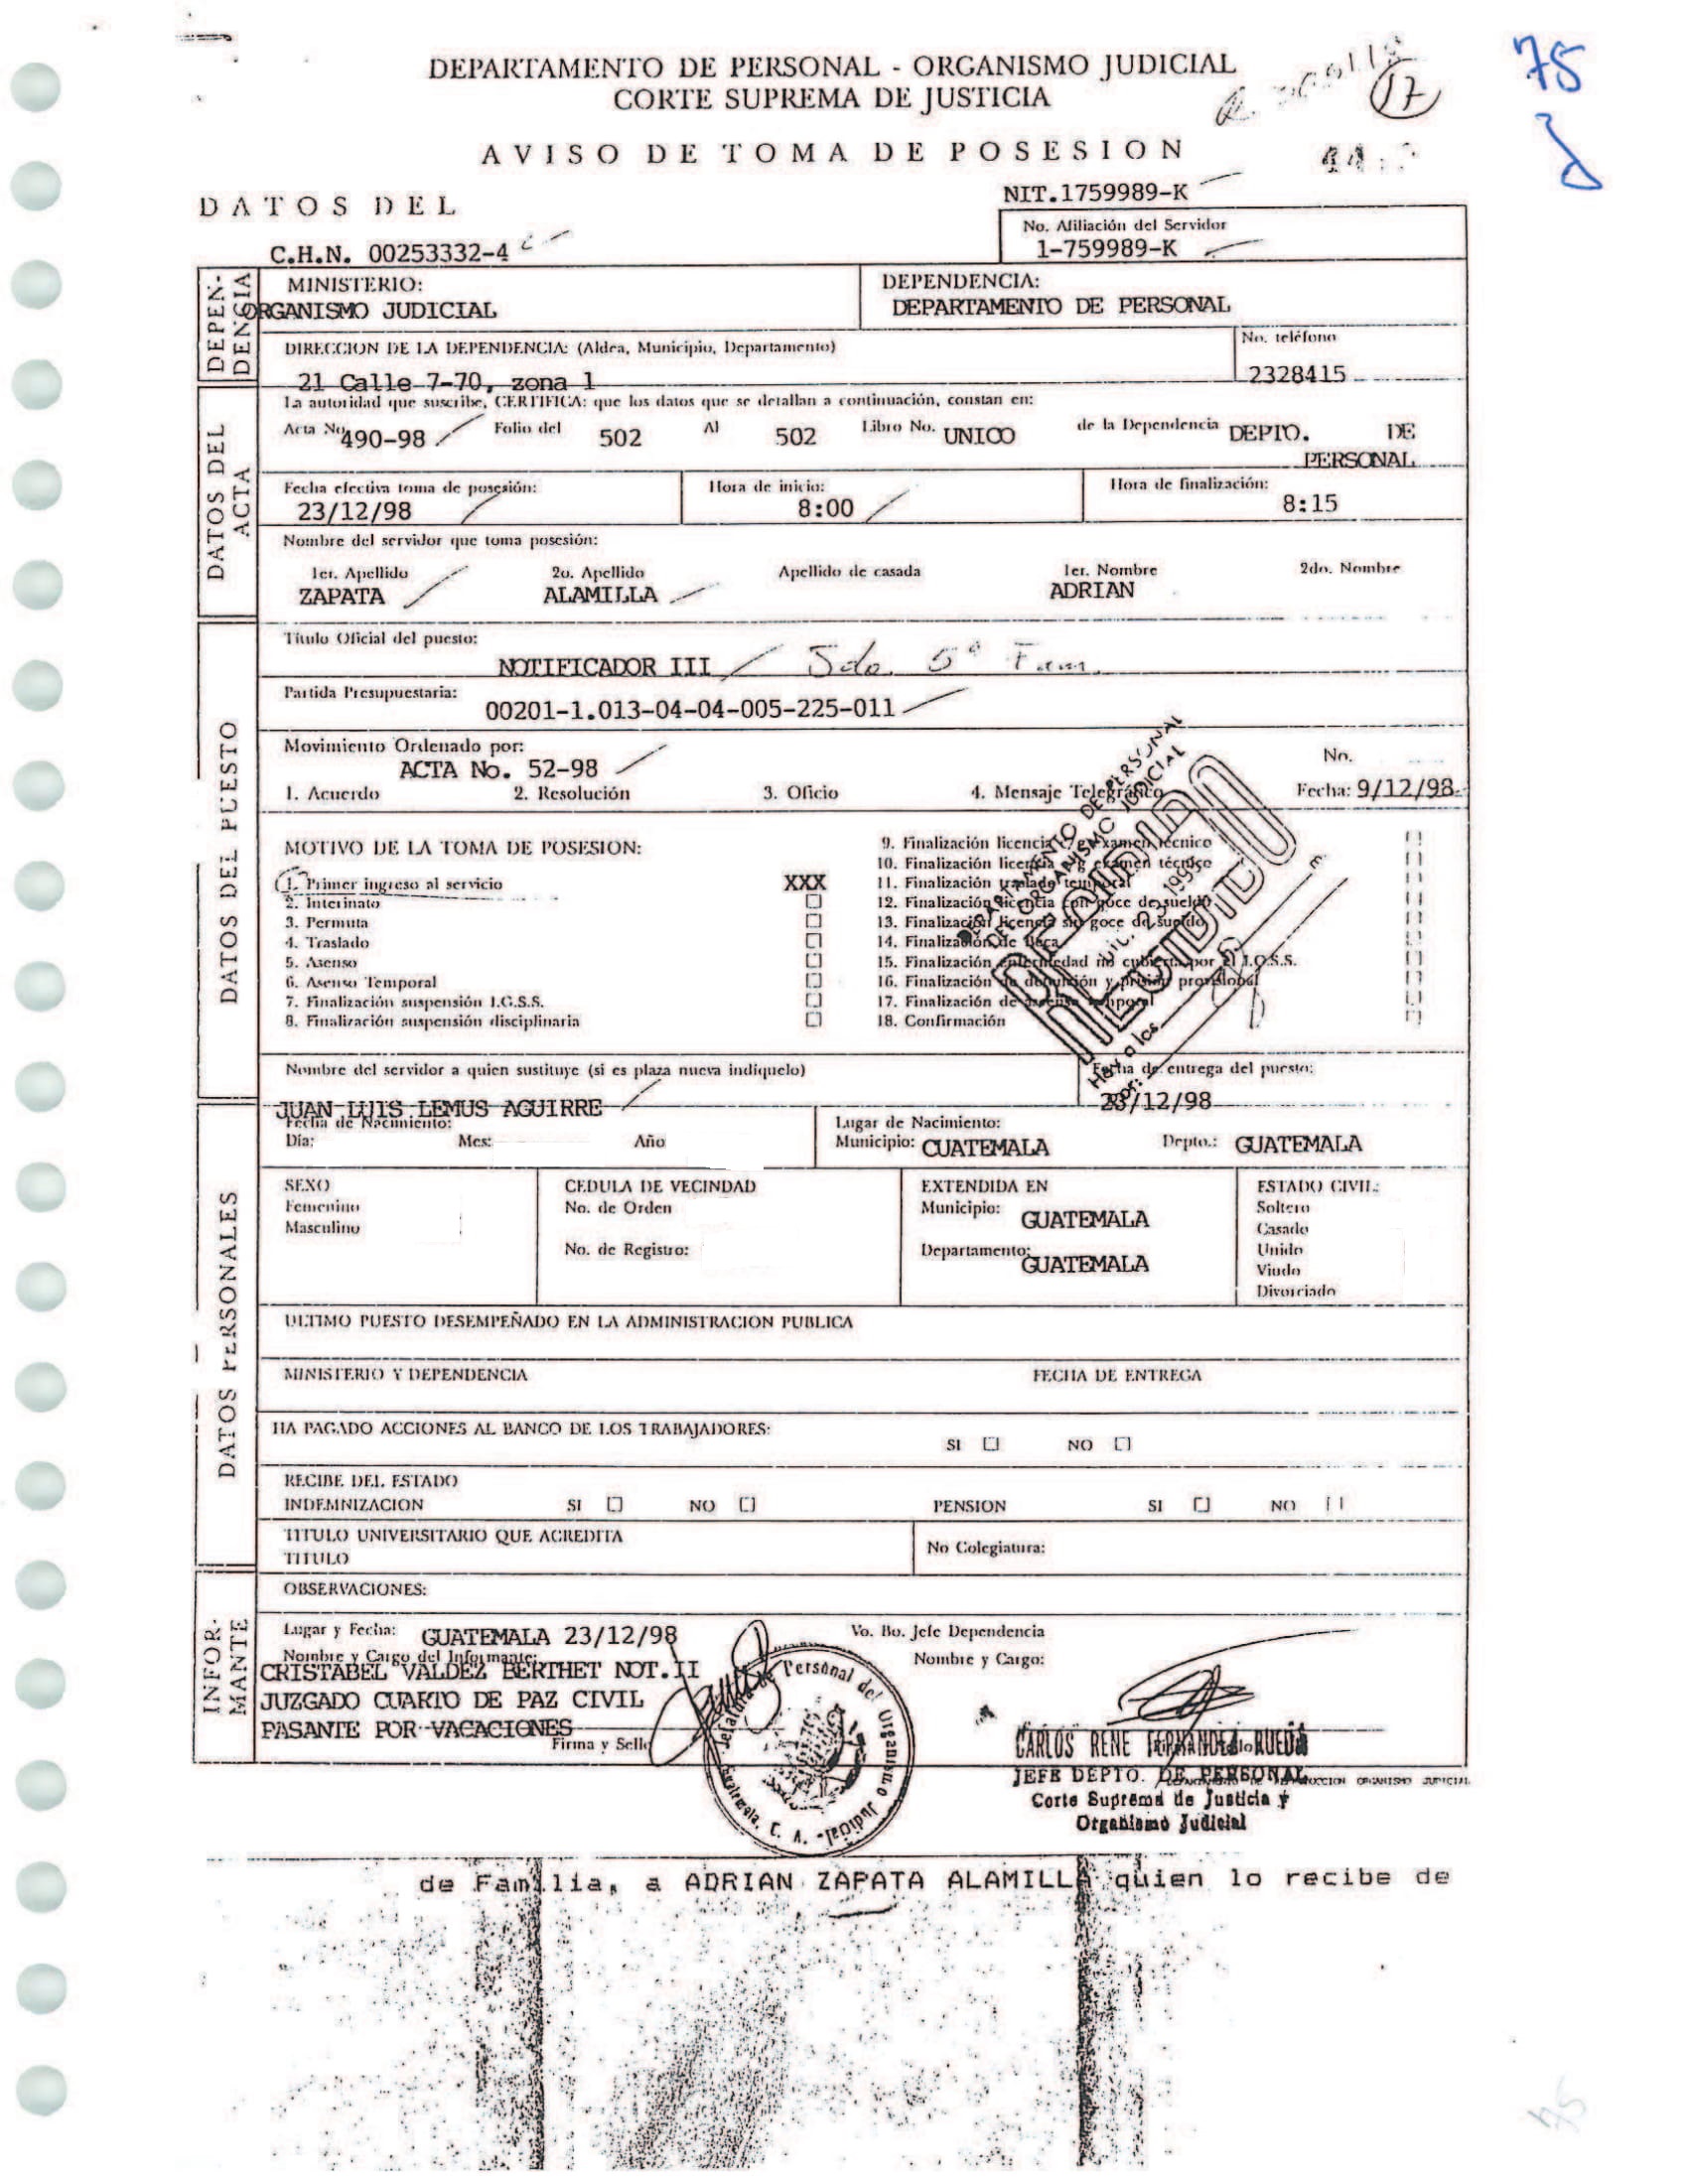 75
DEPARTAMENTO DE PERSONAL - ORGANISMO JUDICIAL
17
CORTE SUPREMA DE JUSTICIA
AVISO DE TOMA DE POSESION
DATOS DEL
NIT.1759989-K
No. Afiliación del Servidor
C.H.N. 00253332-4
1-759989-K
DEPEN-
DENCIA
MINISTERIO:
DEPENDENCIA:
ORGANISMO JUDICIAL
DEPARTAMENTO DE PERSONAL
DIRECCION DE LA DEPENDENCIA: (Aldea, Municipio, Departamento)
No. teléfono
21 Calle 7-70, zona 1
2328415
DATOS DEL
ACTA
La autoridad que suscribe, CERTIFICA: que los datos que se detallan a continuación, constan en:
Acta No 490-98 Folio del 502 Al 502 Libro No. UNICO de la Dependencia DEPTO. DE
PERSONAL
Fecha efectiva toma de posesión: Hora de inicio: Hora de finalización:
23/12/98 8:00 8:15
Nombre del servidor que toma posesión:
1er. Apellido 2o. Apellido Apellido de casada 1er. Nombre 2do. Nombre
ZAPATA ALAMILLA ADRIAN
DATOS DEL PUESTO
Título Oficial del puesto:
NOTIFICADOR III
Partida Presupuestaria:
00201-1.013-04-04-005-225-011
Movimiento Ordenado por: No.
ACTA No. 52-98
1. Acuerdo 2. Resolución 3. Oficio 4. Mensaje Telegráfico Fecha: 9/12/98
DEPARTAMENTO DE PERSONAL
DEL ORGANISMO JUDICIAL
RECIBIDO
MOTIVO DE LA TOMA DE POSESION:
1. Primer ingreso al servicio XXX
2. Interinato
3. Permuta
4. Traslado
5. Asenso
6. Asenso Temporal
7. Finalización suspensión I.G.S.S.
8. Finalización suspensión disciplinaria
9. Finalización licencia examen técnico
10. Finalización licencia examen técnico
11. Finalización traslado temporal
12. Finalización licencia con goce de sueldo
13. Finalización licencia sin goce de sueldo
14. Finalización de beca
15. Finalización enfermedad no cubierta por el I.G.S.S.
16. Finalización de detención y prisión provisional
17. Finalización de ascenso temporal
18. Confirmación
Nombre del servidor a quien sustituye (si es plaza nueva indíquelo)
Fecha de entrega del puesto:
JUAN LUIS LEMUS AGUIRRE
23/12/98
DATOS PERSONALES
Fecha de Nacimiento: Lugar de Nacimiento:
Día: Mes: Año Municipio: GUATEMALA Depto.: GUATEMALA
SEXO CEDULA DE VECINDAD EXTENDIDA EN ESTADO CIVIL:
Femenino No. de Orden Municipio: GUATEMALA Soltero
Masculino Casado
No. de Registro: Departamento: GUATEMALA Unido
Viudo
Divorciado
ULTIMO PUESTO DESEMPEÑADO EN LA ADMINISTRACION PUBLICA
MINISTERIO Y DEPENDENCIA FECHA DE ENTREGA
HA PAGADO ACCIONES AL BANCO DE LOS TRABAJADORES:
SI NO
RECIBE DEL ESTADO
INDEMNIZACION SI NO PENSION SI NO
TITULO UNIVERSITARIO QUE ACREDITA
TITULO
No Colegiatura:
INFOR-
MANTE
OBSERVACIONES:
Lugar y Fecha: GUATEMALA 23/12/98
Vo. Bo. Jefe Dependencia
Nombre y Cargo del Informante:
Nombre y Cargo:
CRISTABEL VALDEZ BERTHET NOT.II
JUZGADO CUARTO DE PAZ CIVIL
PASANTE POR VACACIONES
Firma y Sello
Jefatura de Personal del Organismo Judicial - Guatemala, C. A.
CARLOS RENE FERNANDEZ RUEDA
JEFE DEPTO. DE PERSONAL
Corte Suprema de Justicia y
Organismo Judicial
de Familia, a ADRIAN ZAPATA ALAMILLA quien lo recibe de
75